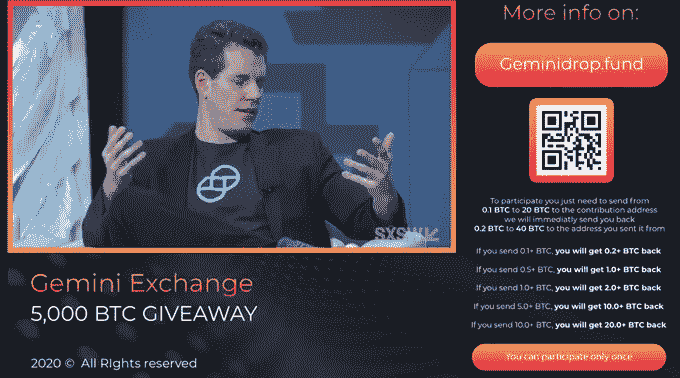 More info on:
Geminidrop.fund
SXSW
To participate you just need to send from
0.1 BTC to 20 BTC to the contribution address
we will immediatly send you back
0.2 BTC to 40 BTC to the address you sent it from
If you send 0.1+ BTC, you will get 0.2+ BTC back
If you send 0.5+ BTC, you will get 1.0+ BTC back
If you send 1.0+ BTC, you will get 2.0+ BTC back
If you send 5.0+ BTC, you will get 10.0+ BTC back
If you send 10.0+ BTC, you will get 20.0+ BTC back
You can participate only once
Gemini Exchange
5,000 BTC GIVEAWAY
2020 © All RIghts reserved